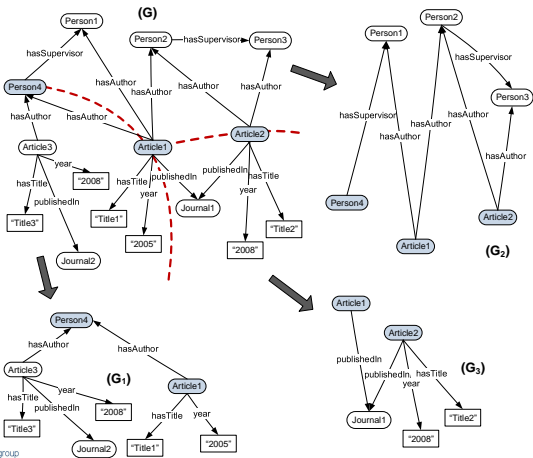 (G)
Person1
Person2
hasSupervisor
Person3
hasSupervisor
hasAuthor
hasAuthor
hasAuthor
hasAuthor
Person4
hasAuthor
hasAuthor
Article1
Article2
Article3
year
hasTitle
publishedIn
"2008"
"Title3"
Journal2
hasTitle
publishedIn
year
"Title1"
"2005"
Journal1
publishedIn
hasTitle
year
"Title2"
"2008"
Person1
Person2
hasSupervisor
Person3
hasSupervisor
hasAuthor
hasAuthor
hasAuthor
hasAuthor
Person4
Article1
Article2
(G2)
Person4
hasAuthor
hasAuthor
Article3
(G1)
Article1
hasTitle
year
publishedIn
"2008"
"Title3"
Journal2
hasTitle
year
"Title1"
"2005"
Article1
Article2
publishedIn
(G3)
publishedIn
hasTitle
year
Journal1
"Title2"
"2008"
group